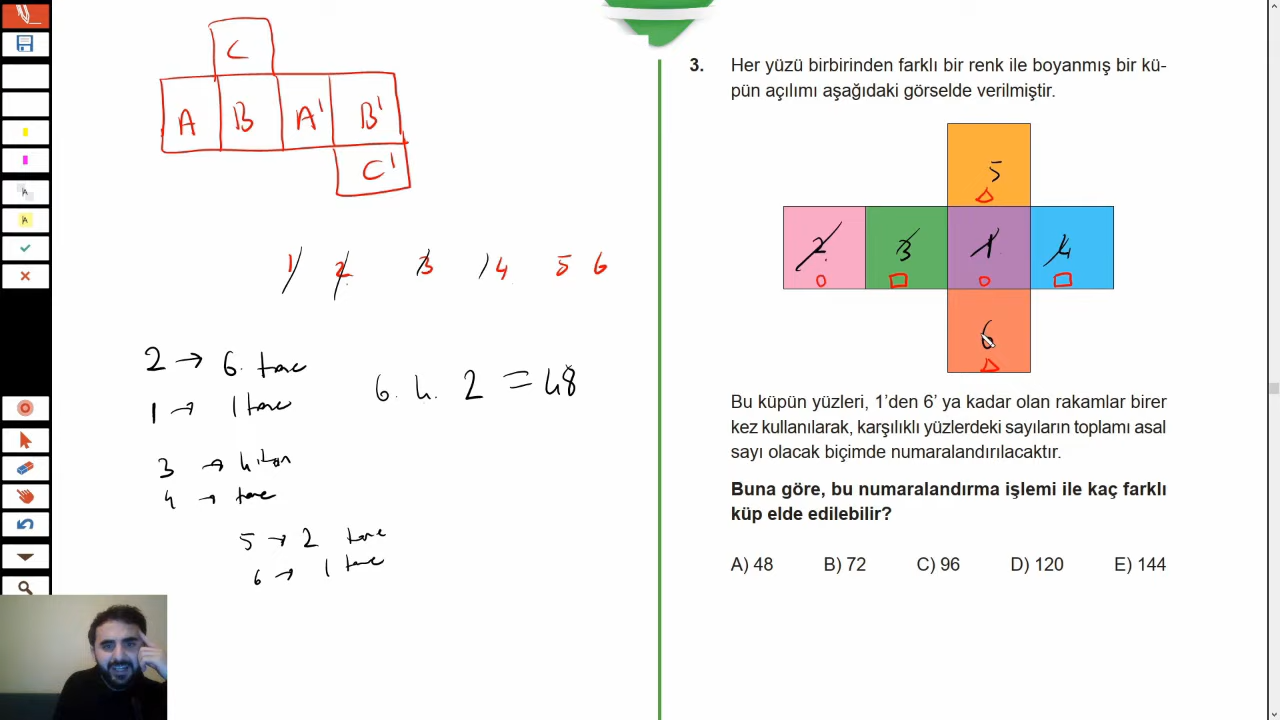 C
A B A' B'
C'
1 2 3 4 5 6
2 → 6. tane
1 → 1 tane
6. 4. 2 = 48
3 → 4 tan
4 → tane
5 → 2 tane
6 → 1 tane
3. Her yüzü birbirinden farklı bir renk ile boyanmış bir kü-
pün açılımı aşağıdaki görselde verilmiştir.
5
2 3 1 4
6
Bu küpün yüzleri, 1'den 6' ya kadar olan rakamlar birer
kez kullanılarak, karşılıklı yüzlerdeki sayıların toplamı asal
sayı olacak biçimde numaralandırılacaktır.
Buna göre, bu numaralandırma işlemi ile kaç farklı
küp elde edilebilir?
A) 48 B) 72 C) 96 D) 120 E) 144